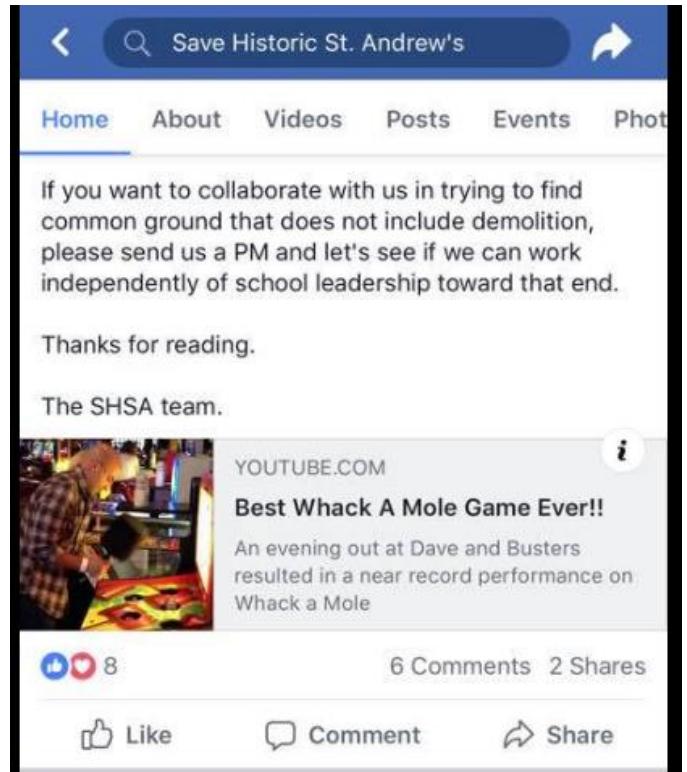 Save Historic St. Andrew's
Home About Videos Posts Events Phot
If you want to collaborate with us in trying to find
common ground that does not include demolition,
please send us a PM and let's see if we can work
independently of school leadership toward that end.
Thanks for reading.
The SHSA team.
i
YOUTUBE.COM
Best Whack A Mole Game Ever!!
An evening out at Dave and Busters
resulted in a near record performance on
Whack a Mole
8 6 Comments 2 Shares
Like Comment Share